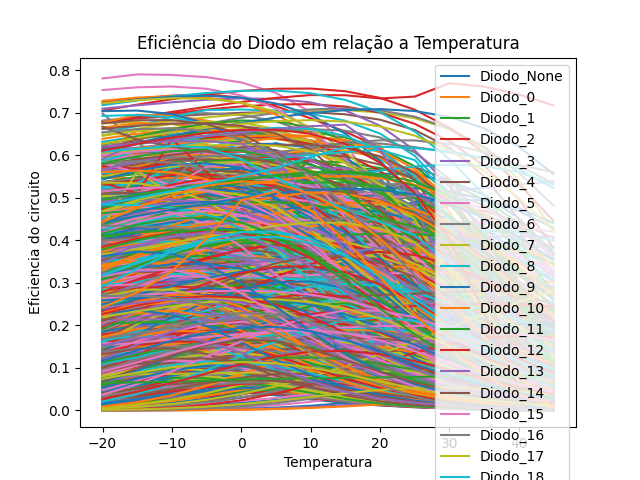 Eficiência do Diodo em relação a Temperatura
Eficiencia do circuito
0.8
0.7
0.6
0.5
0.4
0.3
0.2
0.1
0.0
−20
−10
0
10
20
30
40
Temperatura
Diodo_None
Diodo_0
Diodo_1
Diodo_2
Diodo_3
Diodo_4
Diodo_5
Diodo_6
Diodo_7
Diodo_8
Diodo_9
Diodo_10
Diodo_11
Diodo_12
Diodo_13
Diodo_14
Diodo_15
Diodo_16
Diodo_17
Diodo_18